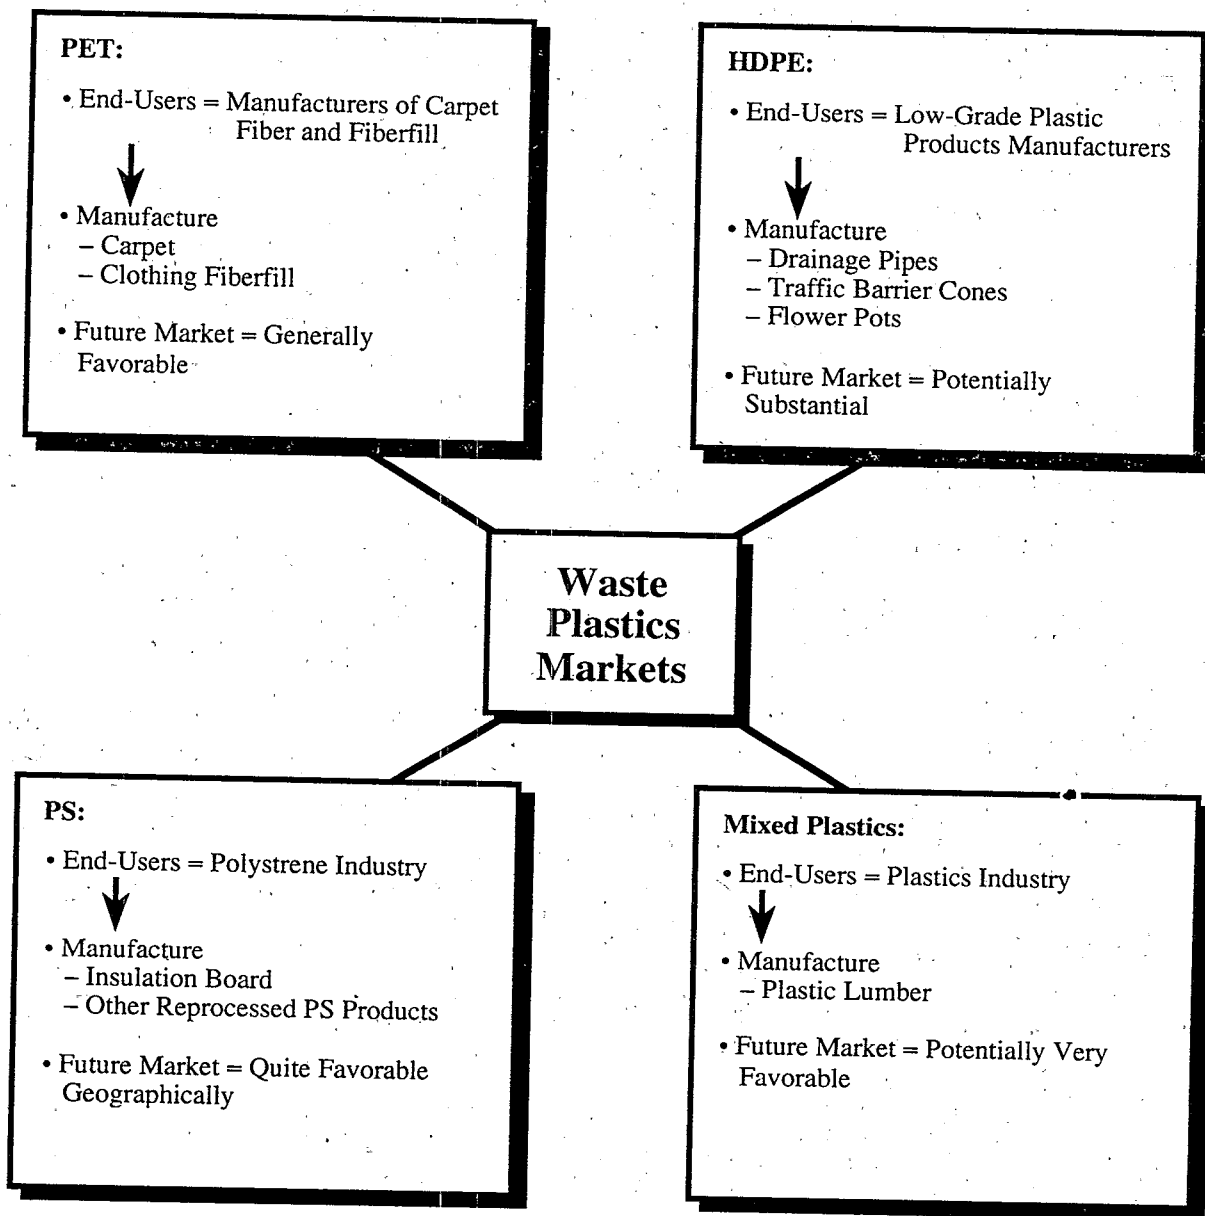 PET:
• End-Users = Manufacturers of Carpet
Fiber and Fiberfill
• Manufacture
– Carpet
– Clothing Fiberfill
• Future Market = Generally
Favorable
HDPE:
• End-Users = Low-Grade Plastic
Products Manufacturers
• Manufacture
– Drainage Pipes
– Traffic Barrier Cones
– Flower Pots
• Future Market = Potentially
Substantial
Waste
Plastics
Markets
PS:
• End-Users = Polystrene Industry
• Manufacture
– Insulation Board
– Other Reprocessed PS Products
• Future Market = Quite Favorable
Geographically
Mixed Plastics:
• End-Users = Plastics Industry
• Manufacture
– Plastic Lumber
• Future Market = Potentially Very
Favorable